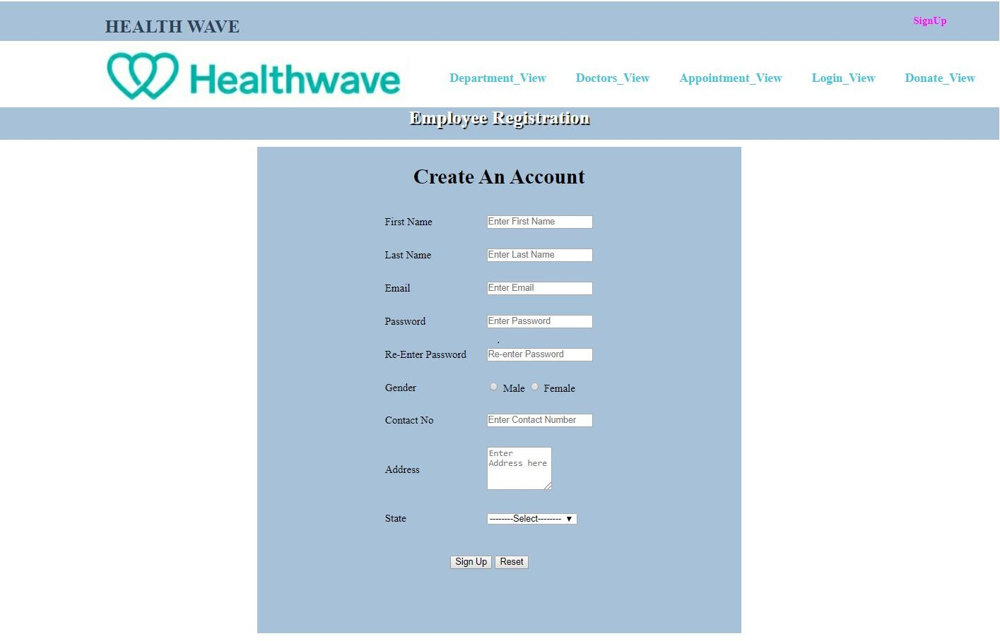 HEALTH WAVE
SignUp
Healthwave
Department_View Doctors_View Appointment_View Login_View Donate_View
Employee Registration
Create An Account
First Name Enter First Name
Last Name Enter Last Name
Email Enter Email
Password Enter Password
.
Re-Enter Password Re-enter Password
Gender Male Female
Contact No Enter Contact Number
Address Enter
Address here
State --------Select--------
Sign Up Reset